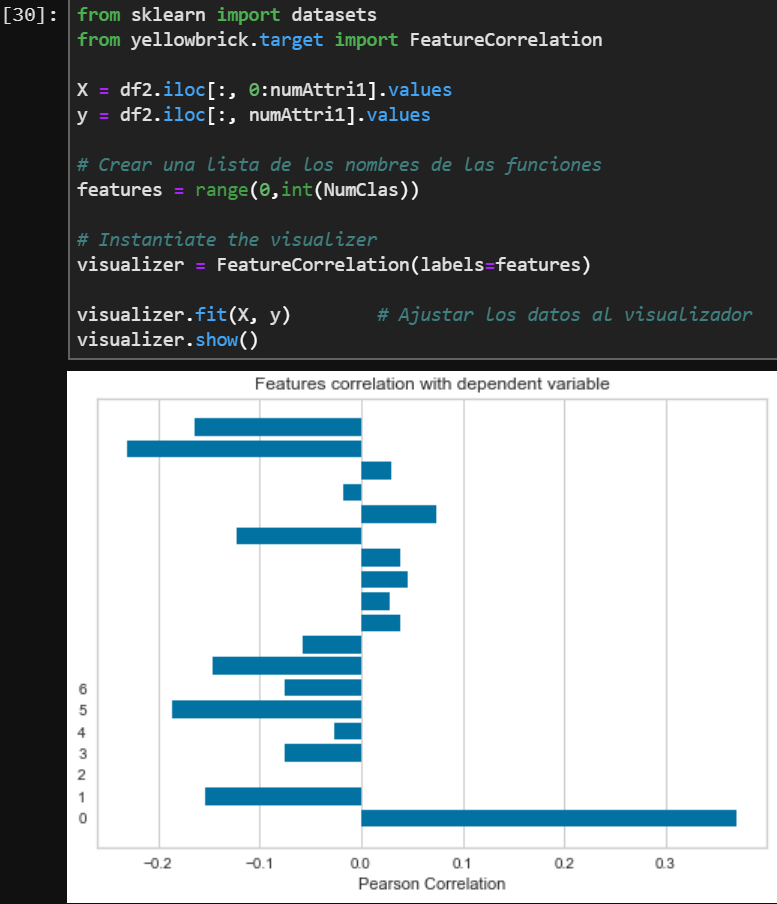 [30]: from sklearn import datasets
from yellowbrick.target import FeatureCorrelation
X = df2.iloc[:, 0:numAttri1].values
y = df2.iloc[:, numAttri1].values
# Crear una lista de los nombres de las funciones
features = range(0,int(NumClas))
# Instantiate the visualizer
visualizer = FeatureCorrelation(labels=features)
visualizer.fit(X, y)        # Ajustar los datos al visualizador
visualizer.show()
Features correlation with dependent variable
6
5
4
3
2
1
0
−0.2 −0.1 0.0 0.1 0.2 0.3
Pearson Correlation